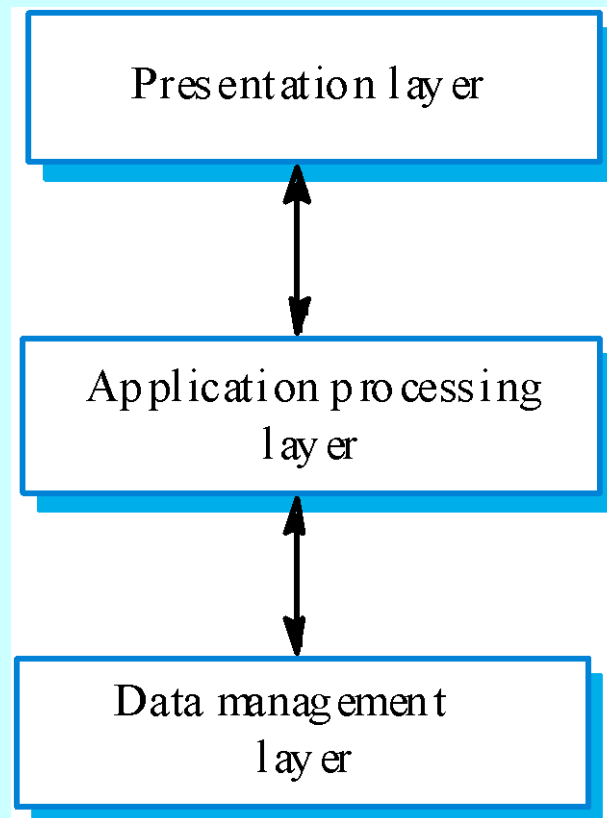 Presentation layer
Application processing
layer
Data management
layer